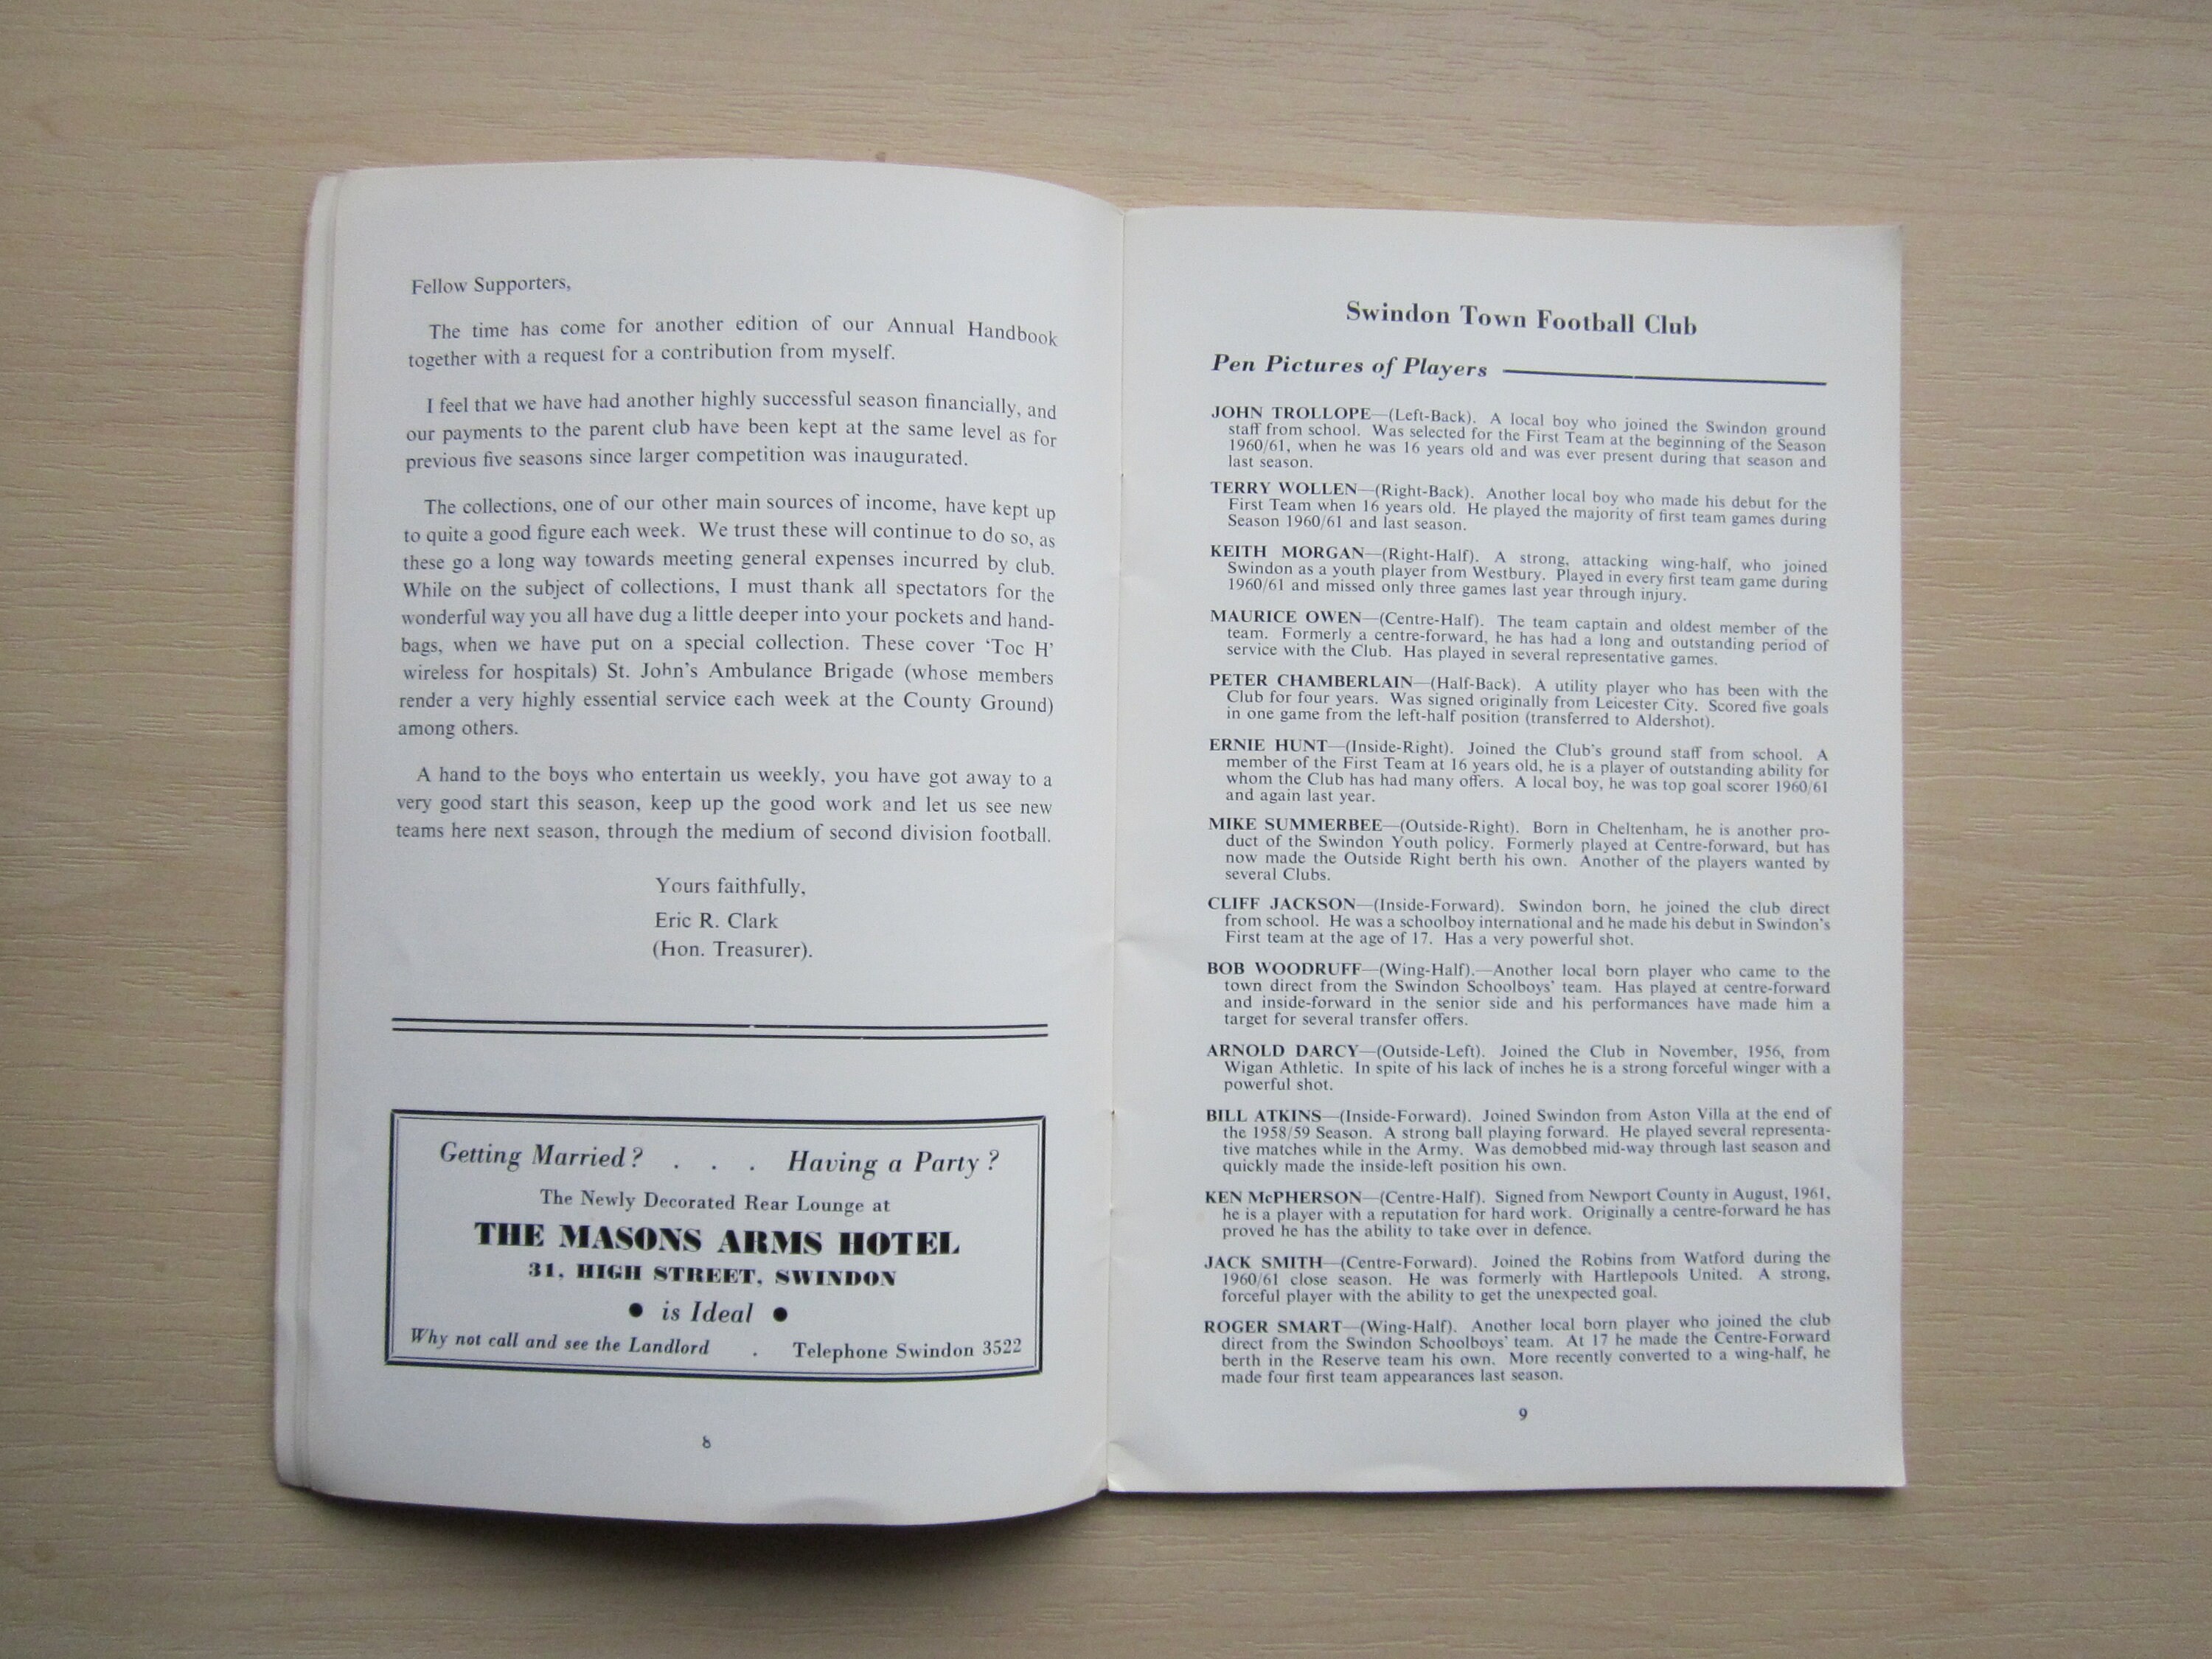 Fellow Supporters,
The time has come for another edition of our Annual Handbook
together with a request for a contribution from myself.
I feel that we have had another highly successful season financially, and
our payments to the parent club have been kept at the same level as for
previous five seasons since larger competition was inaugurated.
The collections, one of our other main sources of income, have kept up
to quite a good figure each week. We trust these will continue to do so, as
these go a long way towards meeting general expenses incurred by club.
While on the subject of collections, I must thank all spectators for the
wonderful way you all have dug a little deeper into your pockets and hand-
bags, when we have put on a special collection. These cover 'Toc H'
wireless for hospitals) St. John's Ambulance Brigade (whose members
render a very highly essential service each week at the County Ground)
among others.
A hand to the boys who entertain us weekly, you have got away to a
very good start this season, keep up the good work and let us see new
teams here next season, through the medium of second division football.
Yours faithfully,
Eric R. Clark
(Hon. Treasurer).
Getting Married? . . . Having a Party?
The Newly Decorated Rear Lounge at
THE MASONS ARMS HOTEL
31, HIGH STREET, SWINDON
● is Ideal ●
Why not call and see the Landlord . Telephone Swindon 3522
8
Swindon Town Football Club
Pen Pictures of Players
JOHN TROLLOPE—(Left-Back). A local boy who joined the Swindon ground
staff from school. Was selected for the First Team at the beginning of the Season
1960/61, when he was 16 years old and was ever present during that season and
last season.
TERRY WOLLEN—(Right-Back). Another local boy who made his debut for the
First Team when 16 years old. He played the majority of first team games during
Season 1960/61 and last season.
KEITH MORGAN—(Right-Half). A strong, attacking wing-half, who joined
Swindon as a youth player from Westbury. Played in every first team game during
1960/61 and missed only three games last year through injury.
MAURICE OWEN—(Centre-Half). The team captain and oldest member of the
team. Formerly a centre-forward, he has had a long and outstanding period of
service with the Club. Has played in several representative games.
PETER CHAMBERLAIN—(Half-Back). A utility player who has been with the
Club for four years. Was signed originally from Leicester City. Scored five goals
in one game from the left-half position (transferred to Aldershot).
ERNIE HUNT—(Inside-Right). Joined the Club's ground staff from school. A
member of the First Team at 16 years old, he is a player of outstanding ability for
whom the Club has had many offers. A local boy, he was top goal scorer 1960/61
and again last year.
MIKE SUMMERBEE—(Outside-Right). Born in Cheltenham, he is another pro-
duct of the Swindon Youth policy. Formerly played at Centre-forward, but has
now made the Outside Right berth his own. Another of the players wanted by
several Clubs.
CLIFF JACKSON—(Inside-Forward). Swindon born, he joined the club direct
from school. He was a schoolboy international and he made his debut in Swindon's
First team at the age of 17. Has a very powerful shot.
BOB WOODRUFF—(Wing-Half).—Another local born player who came to the
town direct from the Swindon Schoolboys' team. Has played at centre-forward
and inside-forward in the senior side and his performances have made him a
target for several transfer offers.
ARNOLD DARCY—(Outside-Left). Joined the Club in November, 1956, from
Wigan Athletic. In spite of his lack of inches he is a strong forceful winger with a
powerful shot.
BILL ATKINS—(Inside-Forward). Joined Swindon from Aston Villa at the end of
the 1958/59 Season. A strong ball playing forward. He played several representa-
tive matches while in the Army. Was demobbed mid-way through last season and
quickly made the inside-left position his own.
KEN McPHERSON—(Centre-Half). Signed from Newport County in August, 1961,
he is a player with a reputation for hard work. Originally a centre-forward he has
proved he has the ability to take over in defence.
JACK SMITH—(Centre-Forward). Joined the Robins from Watford during the
1960/61 close season. He was formerly with Hartlepools United. A strong,
forceful player with the ability to get the unexpected goal.
ROGER SMART—(Wing-Half). Another local born player who joined the club
direct from the Swindon Schoolboys' team. At 17 he made the Centre-Forward
berth in the Reserve team his own. More recently converted to a wing-half, he
made four first team appearances last season.
9